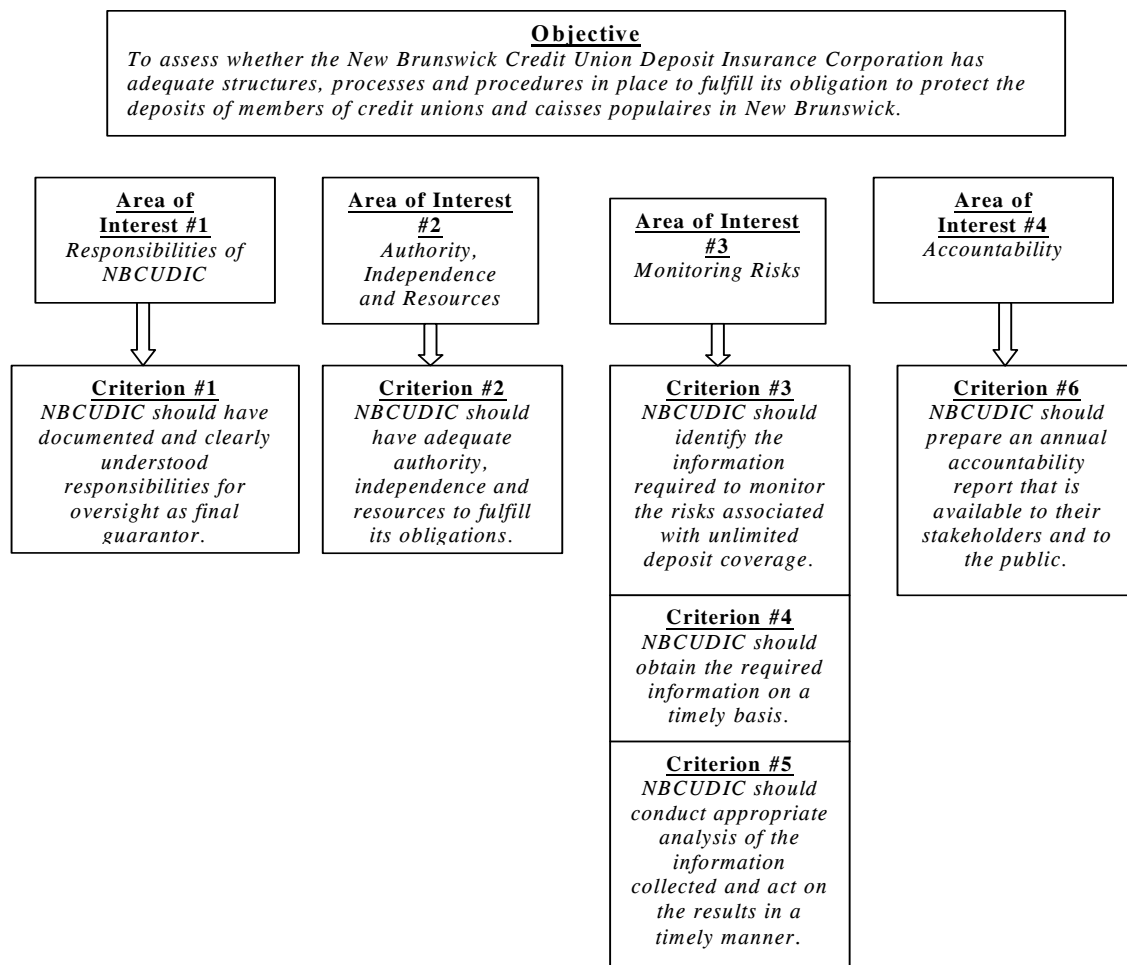 Objective
To assess whether the New Brunswick Credit Union Deposit Insurance Corporation has
adequate structures, processes and procedures in place to fulfill its obligation to protect the
deposits of members of credit unions and caisses populaires in New Brunswick.
Area of
Interest #1
Responsibilities of
NBCUDIC
Area of Interest
#2
Authority,
Independence
and Resources
Area of Interest
#3
Monitoring Risks
Area of
Interest #4
Accountability
Criterion #1
NBCUDIC should have
documented and clearly
understood
responsibilities for
oversight as final
guarantor.
Criterion #2
NBCUDIC should
have adequate
authority,
independence and
resources to fulfill
its obligations.
Criterion #3
NBCUDIC should
identify the
information
required to monitor
the risks associated
with unlimited
deposit coverage.
Criterion #4
NBCUDIC should
obtain the required
information on a
timely basis.
Criterion #5
NBCUDIC should
conduct appropriate
analysis of the
information
collected and act on
the results in a
timely manner.
Criterion #6
NBCUDIC should
prepare an annual
accountability
report that is
available to their
stakeholders and to
the public.